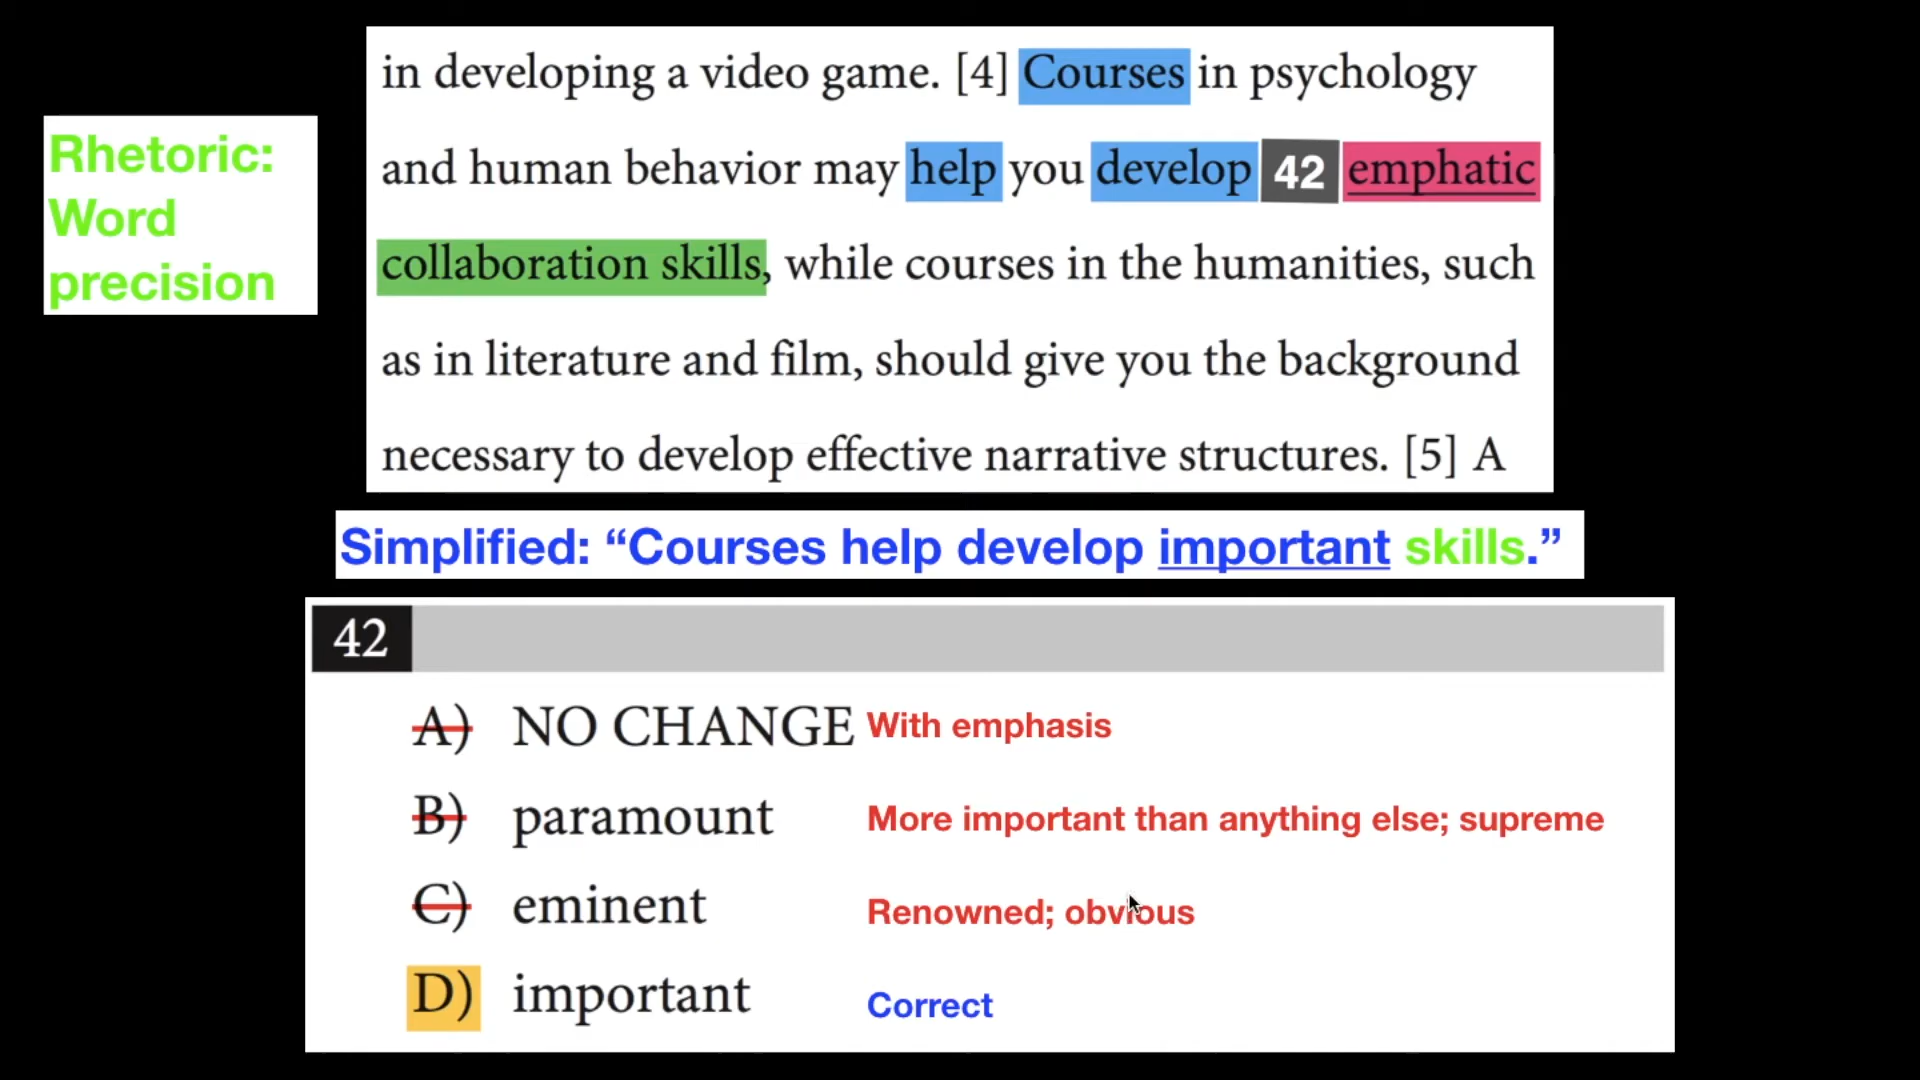 Rhetoric:
Word
precision
in developing a video game. [4] Courses in psychology
and human behavior may help you develop 42 emphatic
collaboration skills, while courses in the humanities, such
as in literature and film, should give you the background
necessary to develop effective narrative structures. [5] A
Simplified: “Courses help develop important skills.”
42
A) NO CHANGE With emphasis
B) paramount More important than anything else; supreme
C) eminent Renowned; obvious
D) important Correct